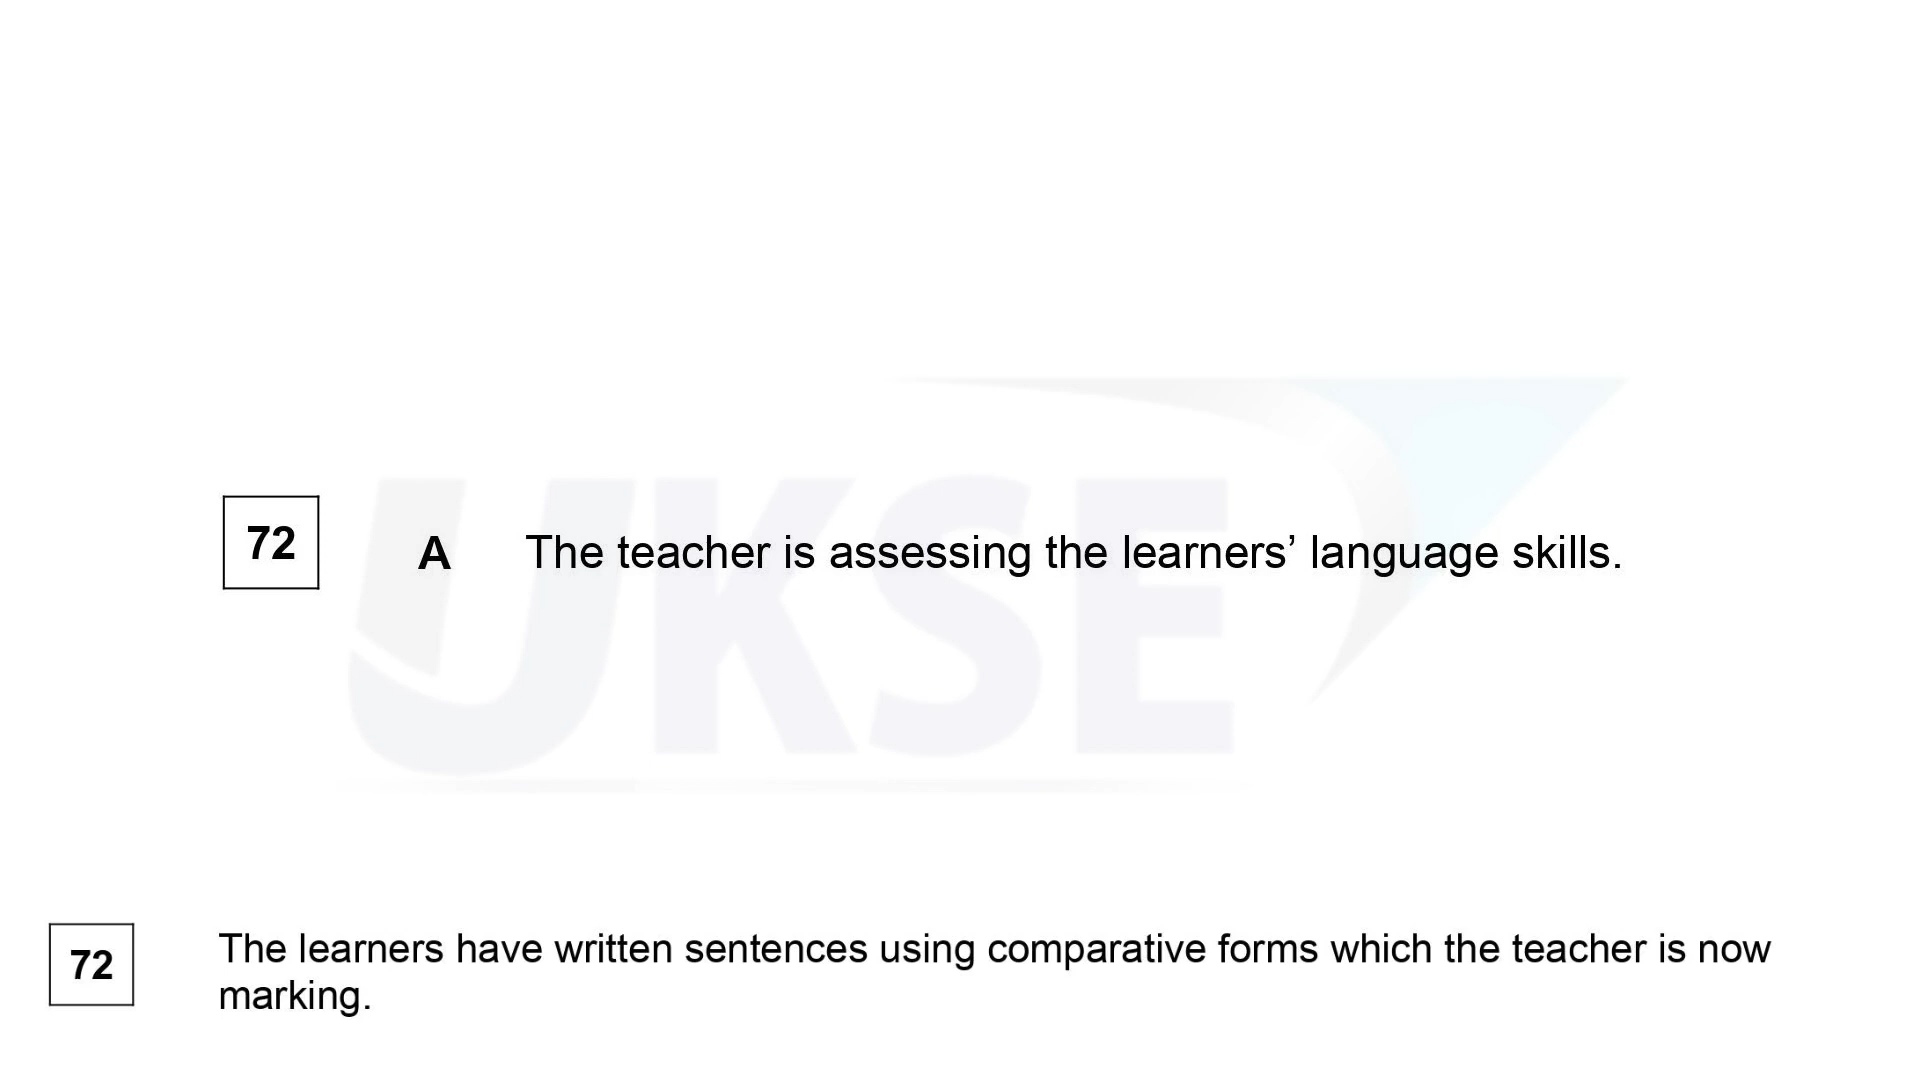 UKSE
72 A The teacher is assessing the learners’ language skills.
72 The learners have written sentences using comparative forms which the teacher is now
marking.